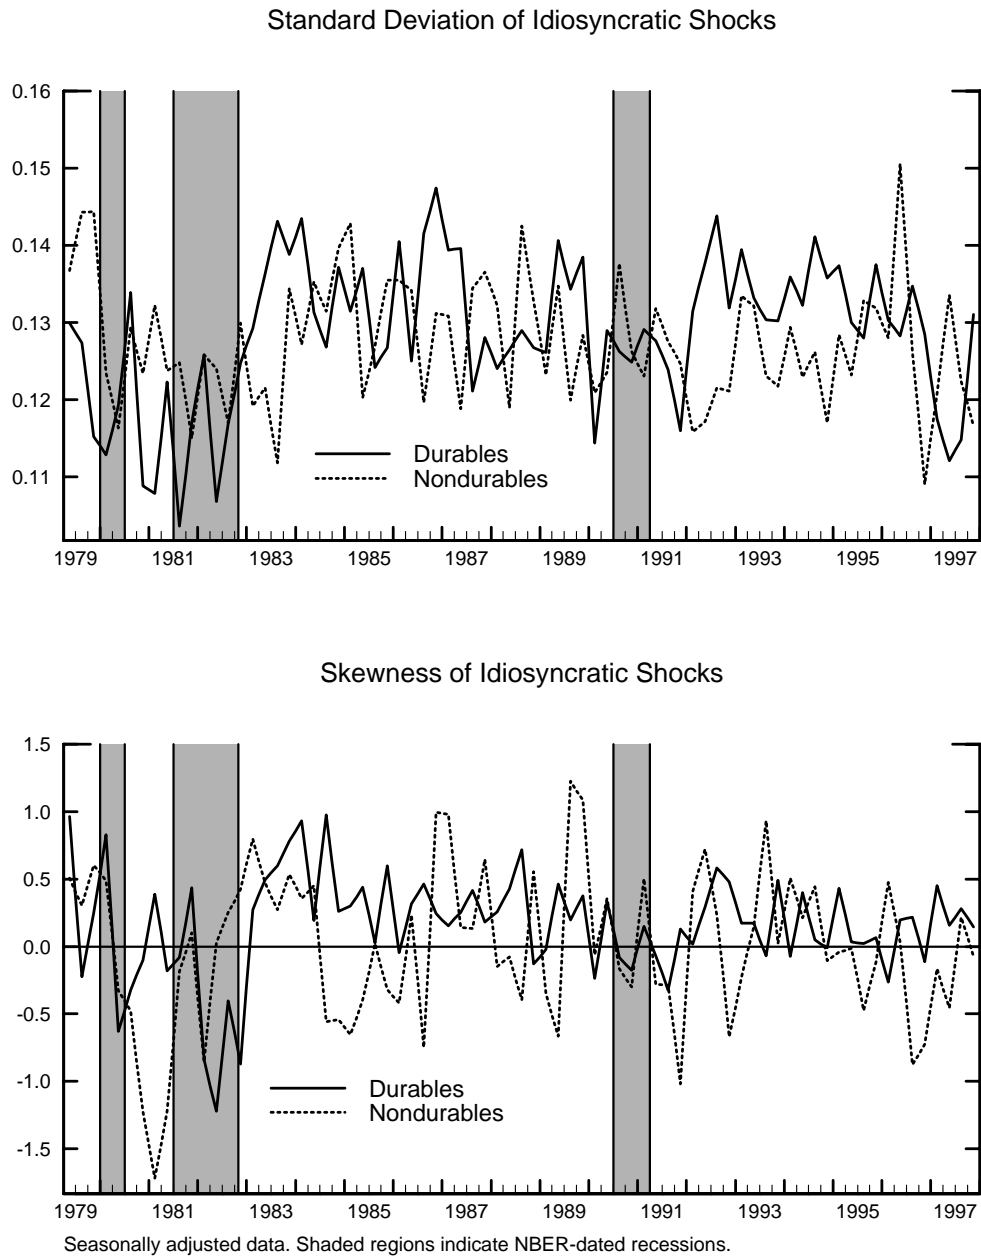 Standard Deviation of Idiosyncratic Shocks
0.16
0.15
0.14
0.13
0.12
0.11
Durables
Nondurables
1979 1981 1983 1985 1987 1989 1991 1993 1995 1997
Skewness of Idiosyncratic Shocks
1.5
1.0
0.5
0.0
-0.5
-1.0
-1.5
Durables
Nondurables
1979 1981 1983 1985 1987 1989 1991 1993 1995 1997
Seasonally adjusted data. Shaded regions indicate NBER-dated recessions.